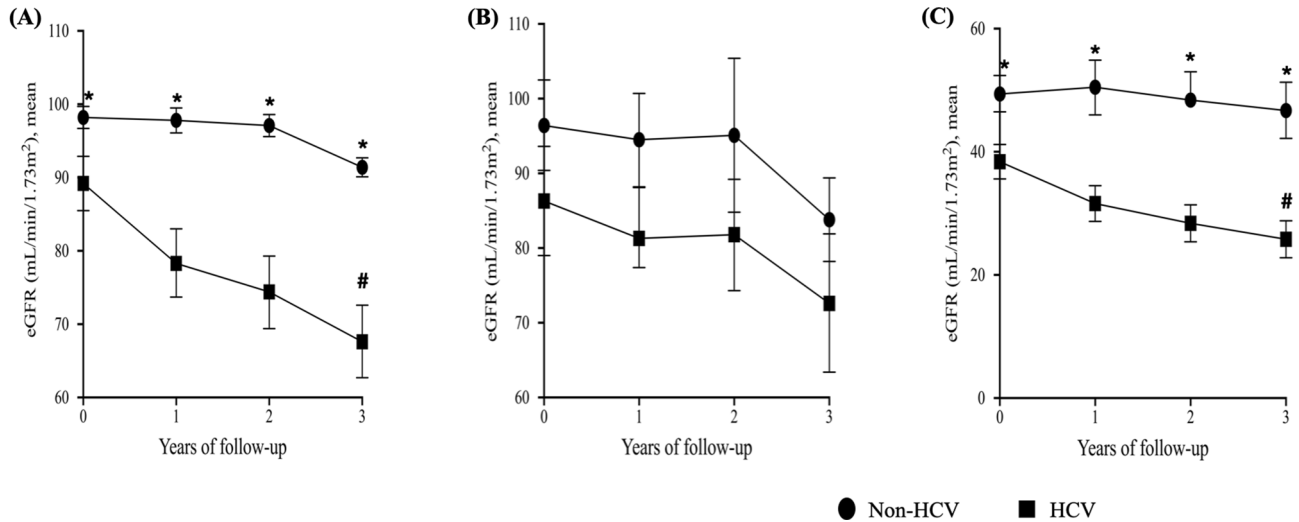 (A)
110
100
90
80
70
60
eGFR (mL/min/1.73m²), mean
* * * *
#
0 1 2 3
Years of follow-up
(B)
110
100
90
80
70
60
eGFR (mL/min/1.73m²), mean
0 1 2 3
Years of follow-up
(C)
60
40
20
0
eGFR (mL/min/1.73m²), mean
* * * *
#
0 1 2 3
Years of follow-up
Non-HCV HCV